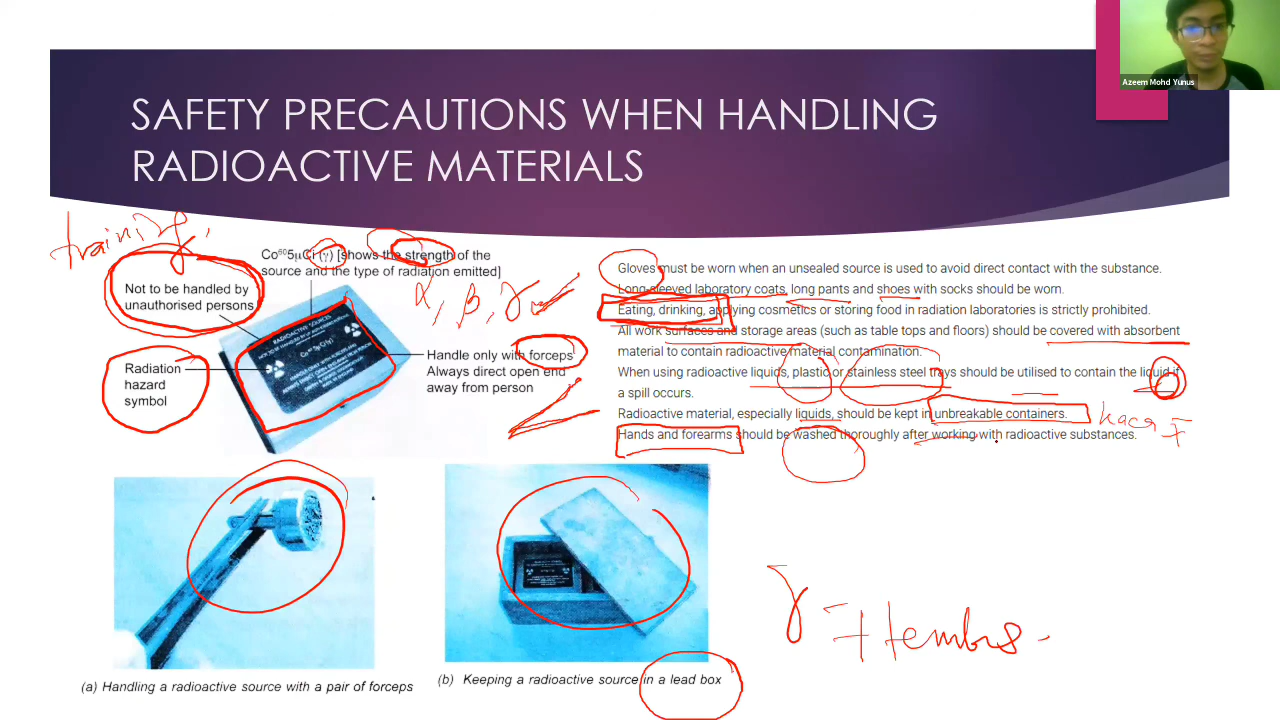 Azeem Mohd Yunus
SAFETY PRECAUTIONS WHEN HANDLING
RADIOACTIVE MATERIALS
training.
Co⁶⁰5µCi (γ) [shows the strength of the
source and the type of radiation emitted]
Not to be handled by
unauthorised persons
α, β, γ
RADIOACTIVE SOURCES
Co⁶⁰ 5µCi(γ)
Radiation
hazard
symbol
Handle only with forceps
Always direct open end
away from person
Gloves must be worn when an unsealed source is used to avoid direct contact with the substance.
Long-sleeved laboratory coats, long pants and shoes with socks should be worn.
Eating, drinking, applying cosmetics or storing food in radiation laboratories is strictly prohibited.
All work surfaces and storage areas (such as table tops and floors) should be covered with absorbent
material to contain radioactive material contamination.
When using radioactive liquids, plastic or stainless steel trays should be utilised to contain the liquid if
a spill occurs.
Radioactive material, especially liquids, should be kept in unbreakable containers.
Hands and forearms should be washed thoroughly after working with radioactive substances.
γ
tembus
(a) Handling a radioactive source with a pair of forceps
(b) Keeping a radioactive source in a lead box